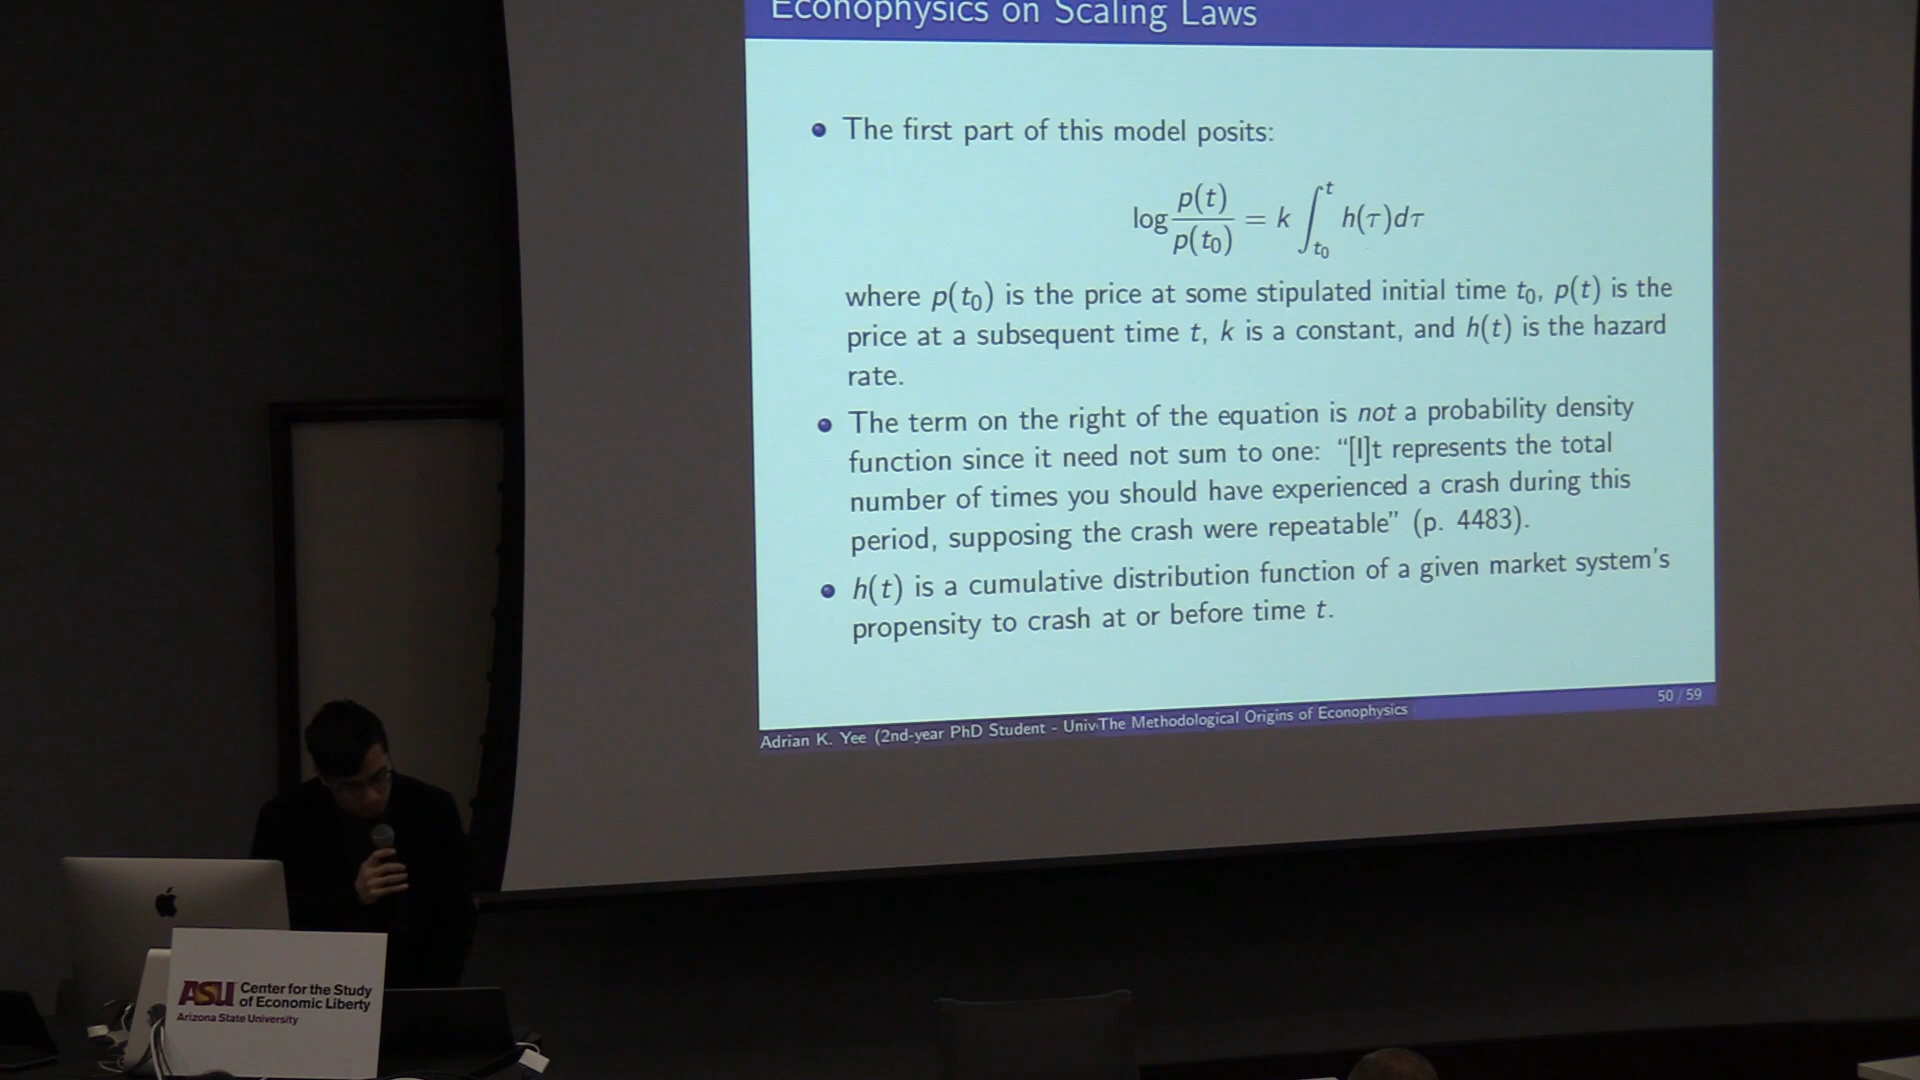 Econophysics on Scaling Laws
The first part of this model posits:
log p(t)/p(t₀) = k ∫ₜ₀ᵗ h(τ)dτ
where p(t₀) is the price at some stipulated initial time t₀, p(t) is the
price at a subsequent time t, k is a constant, and h(t) is the hazard
rate.
The term on the right of the equation is not a probability density
function since it need not sum to one: “[I]t represents the total
number of times you should have experienced a crash during this
period, supposing the crash were repeatable” (p. 4483).
h(t) is a cumulative distribution function of a given market system's
propensity to crash at or before time t.
50 / 59
Adrian K. Yee (2nd-year PhD Student - Univ The Methodological Origins of Econophysics
ASU Center for the Study
of Economic Liberty
Arizona State University